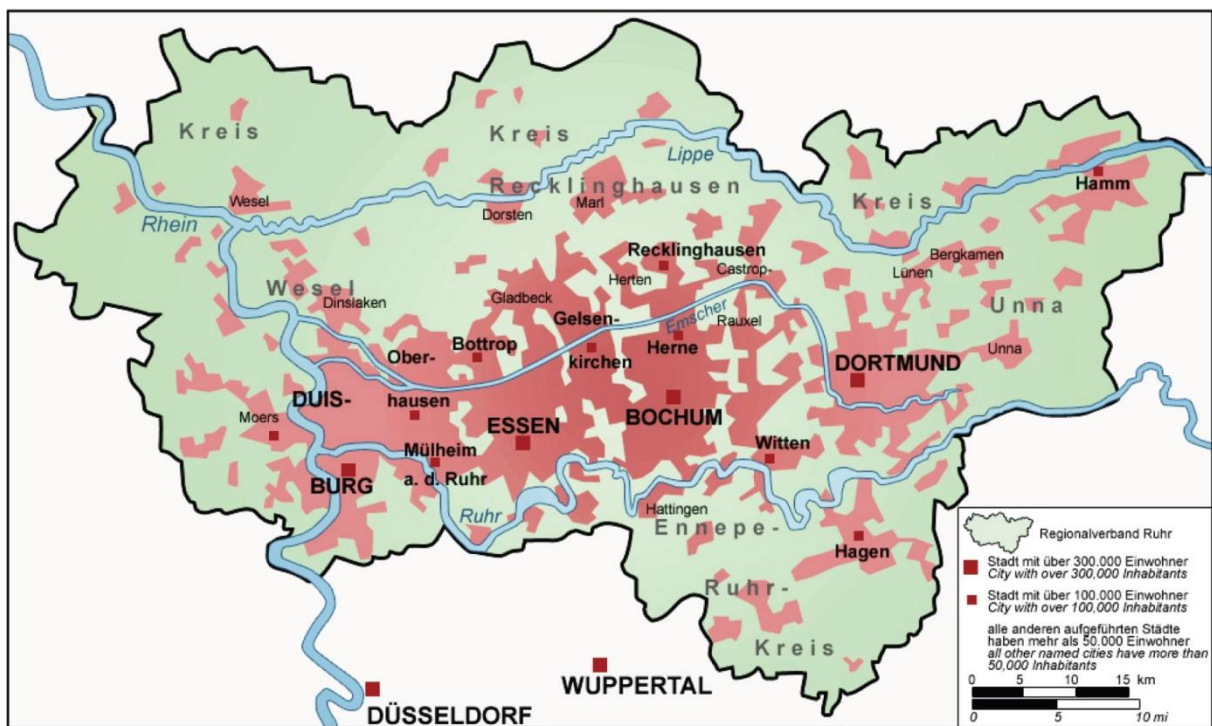 Kreis
Kreis
Lippe
Recklinghausen
Hamm
Wesel
Dorsten
Marl
Kreis
Rhein
Recklinghausen
Bergkamen
Castrop-
Lünen
Herten
Wesel
Dinslaken
Gladbeck
Unna
Gelsen-
Emscher
Rauxel
Bottrop
Herne
Unna
Ober-
kirchen
DORTMUND
DUIS-
hausen
BOCHUM
Moers
ESSEN
Mülheim
Witten
a. d. Ruhr
BURG
Hattingen
Ruhr
Ennepe-
Hagen
Ruhr-
Kreis
WUPPERTAL
DÜSSELDORF
Regionalverband Ruhr
Stadt mit über 300.000 Einwohner
City with over 300,000 Inhabitants
Stadt mit über 100.000 Einwohner
City with over 100,000 Inhabitants
alle anderen aufgeführten Städte
haben mehr als 50.000 Einwohner
all other named cities have more than
50,000 Inhabitants
0 5 10 15 km
0 5 10 mi